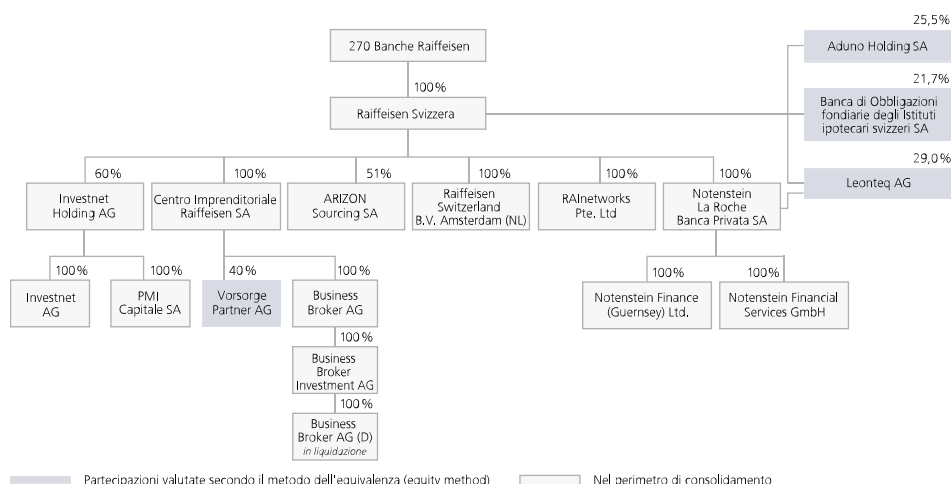 25,5%
270 Banche Raiffeisen
Aduno Holding SA
100%
21,7%
Raiffeisen Svizzera
Banca di Obbligazioni
fondiarie degli Istituti
ipotecari svizzeri SA
29,0%
Leonteq AG
60%
100%
51%
100%
100%
100%
Investnet
Holding AG
Centro Imprenditoriale
Raiffeisen SA
ARIZON
Sourcing SA
Raiffeisen
Switzerland
B.V. Amsterdam (NL)
RAInetworks
Pte. Ltd
Notenstein
La Roche
Banca Privata SA
100%
100%
40%
100%
100%
100%
Investnet
AG
PMI
Capitale SA
Vorsorge
Partner AG
Business
Broker AG
Notenstein Finance
(Guernsey) Ltd.
Notenstein Financial
Services GmbH
100%
Business
Broker
Investment AG
100%
Business
Broker AG (D)
in liquidazione
Partecipazioni valutate secondo il metodo dell'equivalenza (equity method)
Nel perimetro di consolidamento